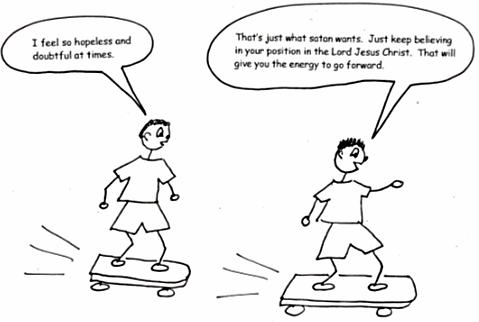 I feel so hopeless and
doubtful at times.
That's just what satan wants. Just keep believing
in your position in the Lord Jesus Christ. That will
give you the energy to go forward.